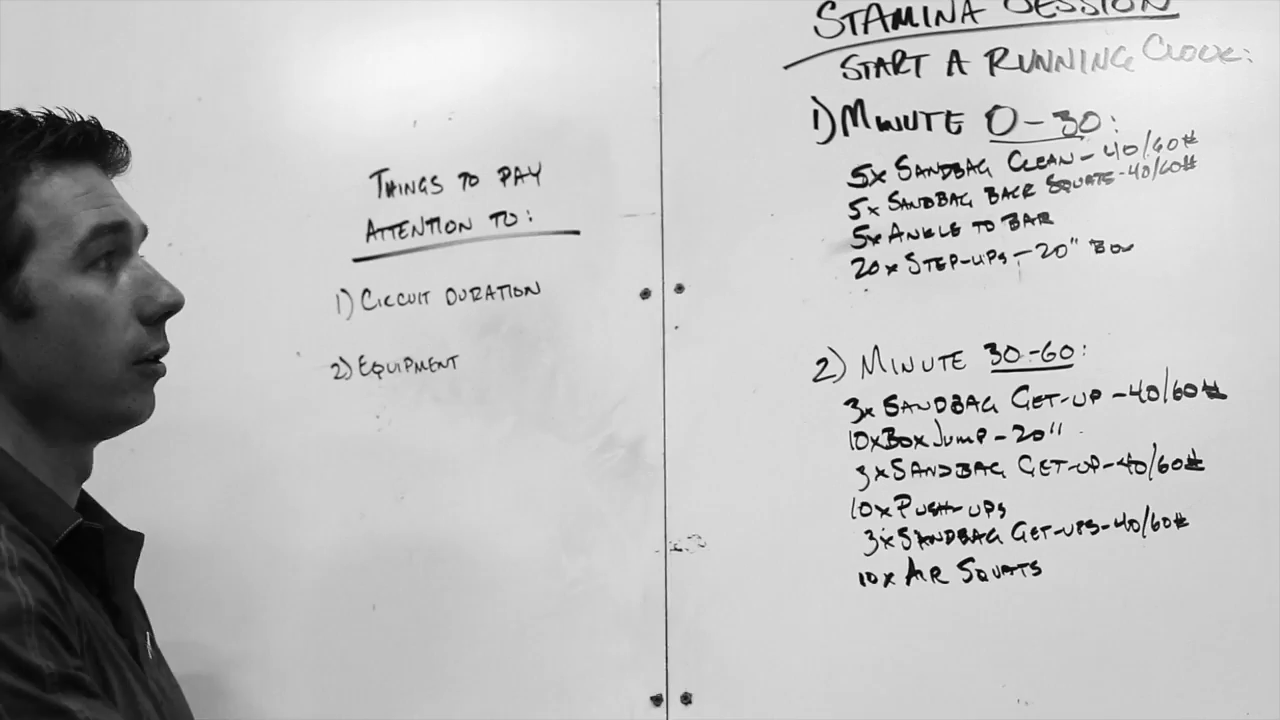 THINGS TO PAY
ATTENTION TO:
1) CIRCUIT DURATION
2) EQUIPMENT
STAMINA SESSION
START A RUNNING CLOCK:
1) MINUTE 0-30:
5x SANDBAG CLEAN - 40/60#
5x SANDBAG BACK SQUATS - 40/60#
5x ANKLE TO BAR
20x STEP-UPS - 20" BOX
2) MINUTE 30-60:
3x SANDBAG GET-UP - 40/60#
10x BOX JUMP - 20"
3x SANDBAG GET-UP - 40/60#
10x PUSH-UPS
3x SANDBAG GET-UPS - 40/60#
10x AIR SQUATS